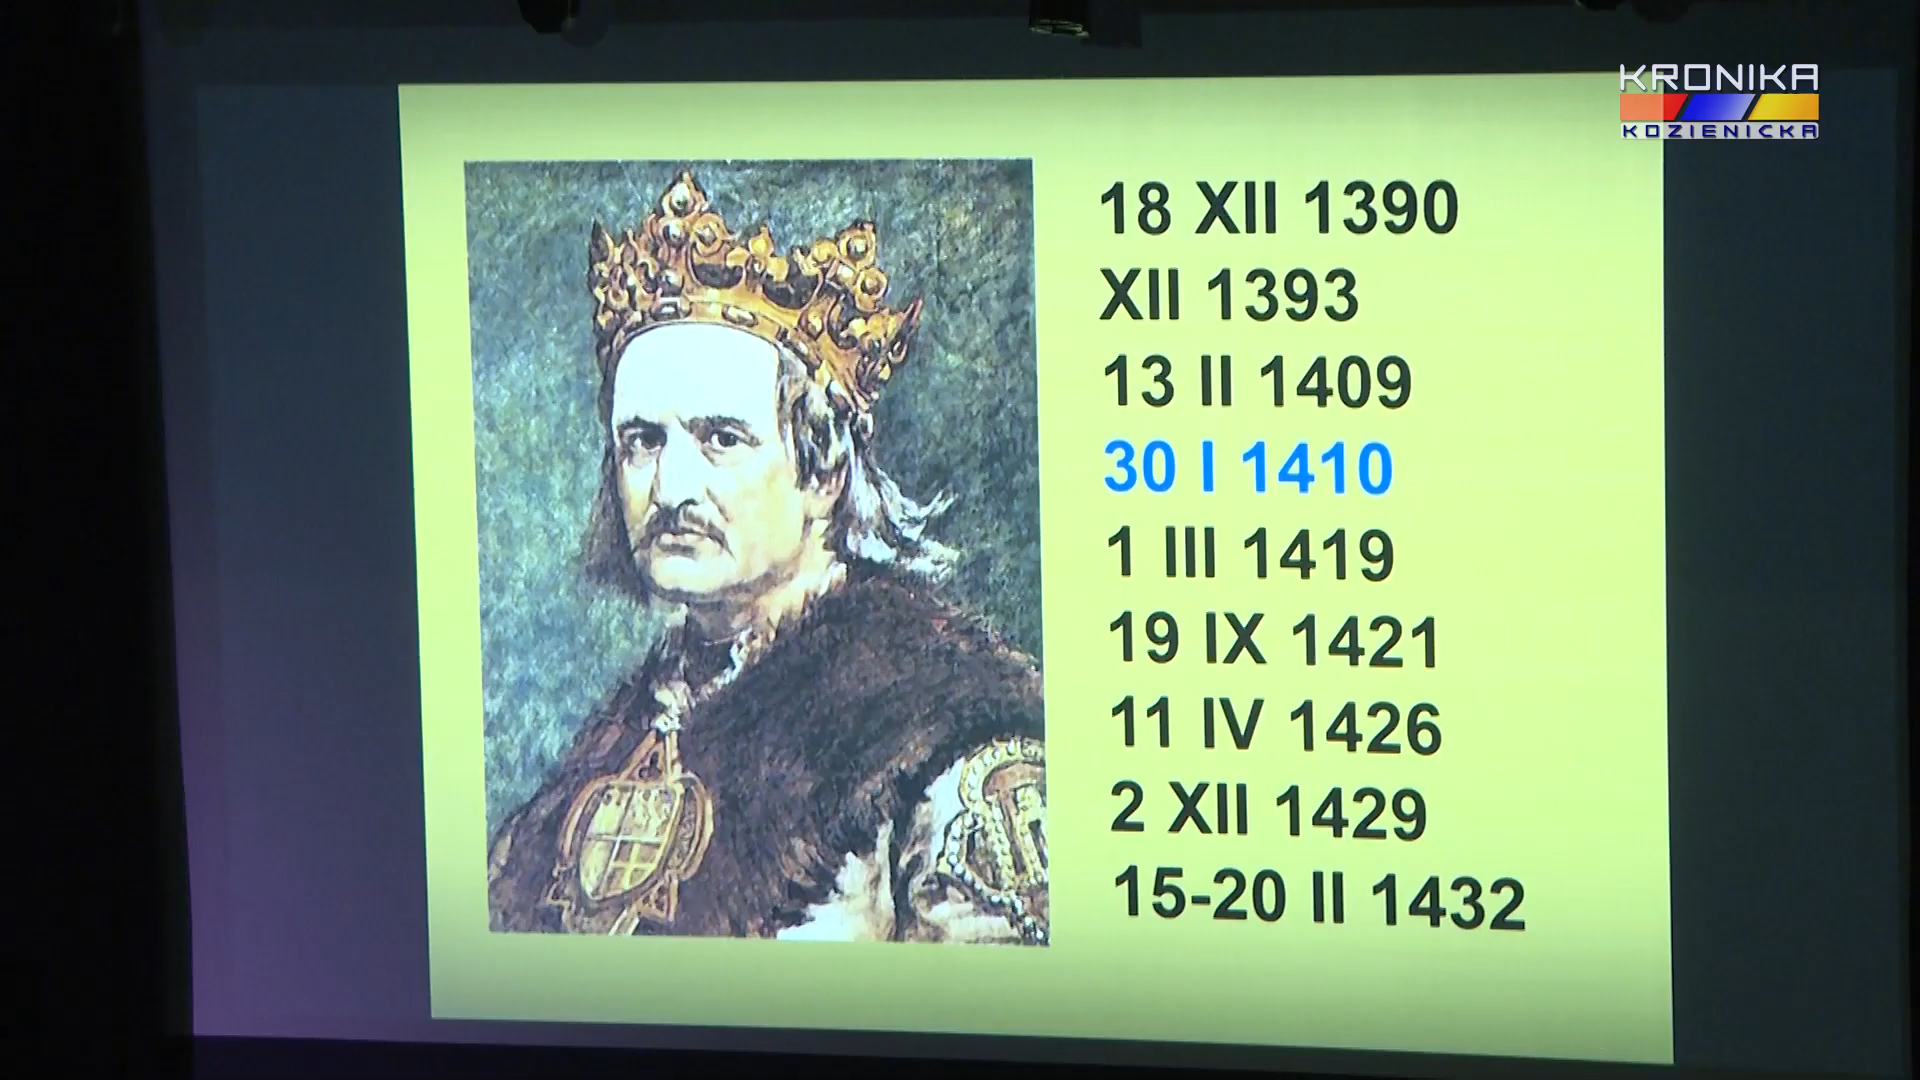 KRONIKA
KOZIENICKA
18 XII 1390
XII 1393
13 II 1409
30 I 1410
1 III 1419
19 IX 1421
11 IV 1426
2 XII 1429
15-20 II 1432